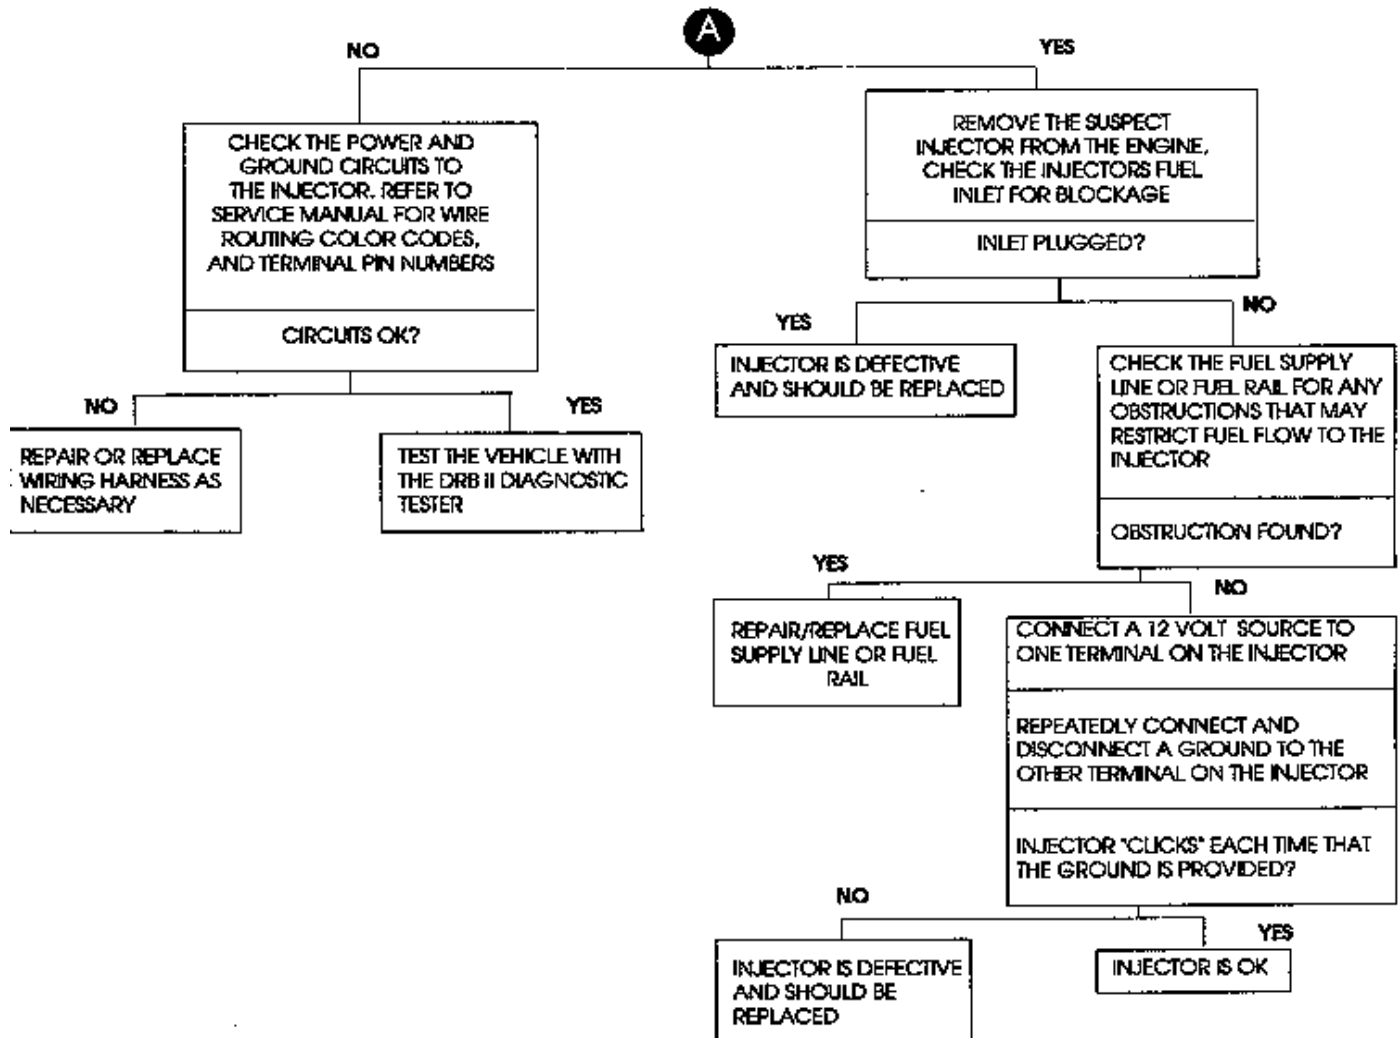 A
NO
YES
CHECK THE POWER AND
GROUND CIRCUITS TO
THE INJECTOR. REFER TO
SERVICE MANUAL FOR WIRE
ROUTING COLOR CODES,
AND TERMINAL PIN NUMBERS
CIRCUITS OK?
REMOVE THE SUSPECT
INJECTOR FROM THE ENGINE,
CHECK THE INJECTORS FUEL
INLET FOR BLOCKAGE
INLET PLUGGED?
NO
YES
REPAIR OR REPLACE
WIRING HARNESS AS
NECESSARY
TEST THE VEHICLE WITH
THE DRB II DIAGNOSTIC
TESTER
YES
NO
INJECTOR IS DEFECTIVE
AND SHOULD BE REPLACED
CHECK THE FUEL SUPPLY
LINE OR FUEL RAIL FOR ANY
OBSTRUCTIONS THAT MAY
RESTRICT FUEL FLOW TO THE
INJECTOR
OBSTRUCTION FOUND?
YES
NO
REPAIR/REPLACE FUEL
SUPPLY LINE OR FUEL
RAIL
CONNECT A 12 VOLT SOURCE TO
ONE TERMINAL ON THE INJECTOR
REPEATEDLY CONNECT AND
DISCONNECT A GROUND TO THE
OTHER TERMINAL ON THE INJECTOR
INJECTOR "CLICKS" EACH TIME THAT
THE GROUND IS PROVIDED?
NO
YES
INJECTOR IS DEFECTIVE
AND SHOULD BE
REPLACED
INJECTOR IS OK